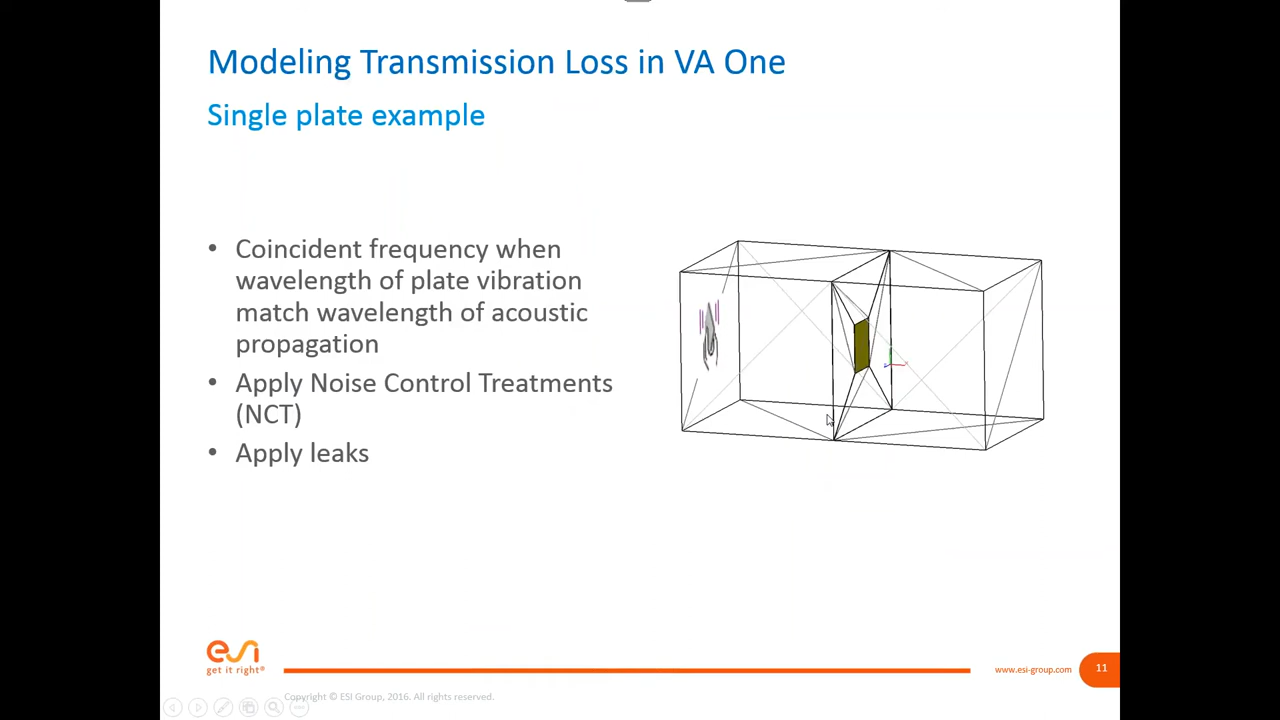 Modeling Transmission Loss in VA One
Single plate example
• Coincident frequency when
wavelength of plate vibration
match wavelength of acoustic
propagation
• Apply Noise Control Treatments
(NCT)
• Apply leaks
esi
get it right®
www.esi-group.com
11
Copyright © ESI Group, 2016. All rights reserved.